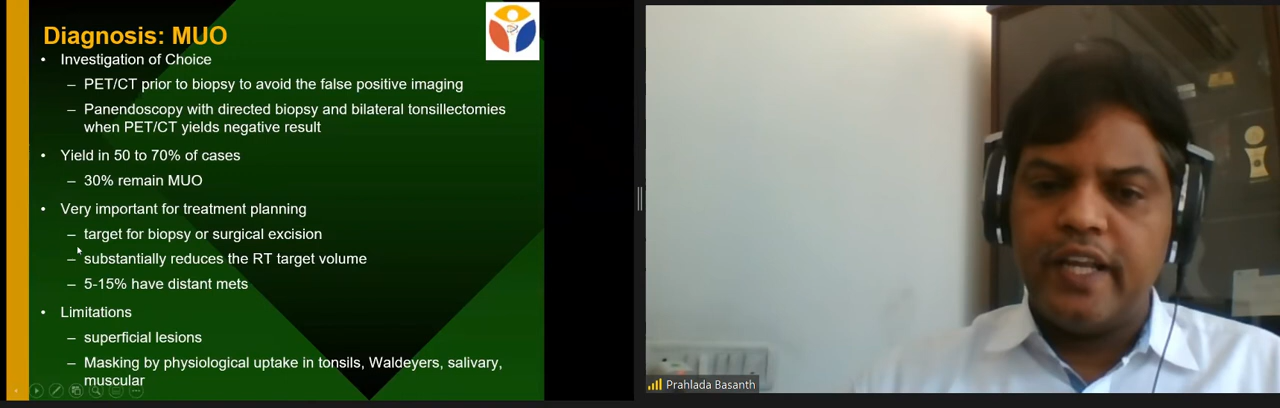 Diagnosis: MUO
• Investigation of Choice
– PET/CT prior to biopsy to avoid the false positive imaging
– Panendoscopy with directed biopsy and bilateral tonsillectomies
when PET/CT yields negative result
• Yield in 50 to 70% of cases
– 30% remain MUO
• Very important for treatment planning
– target for biopsy or surgical excision
– substantially reduces the RT target volume
– 5-15% have distant mets
• Limitations
– superficial lesions
– Masking by physiological uptake in tonsils, Waldeyers, salivary,
muscular
Prahlada Basanth